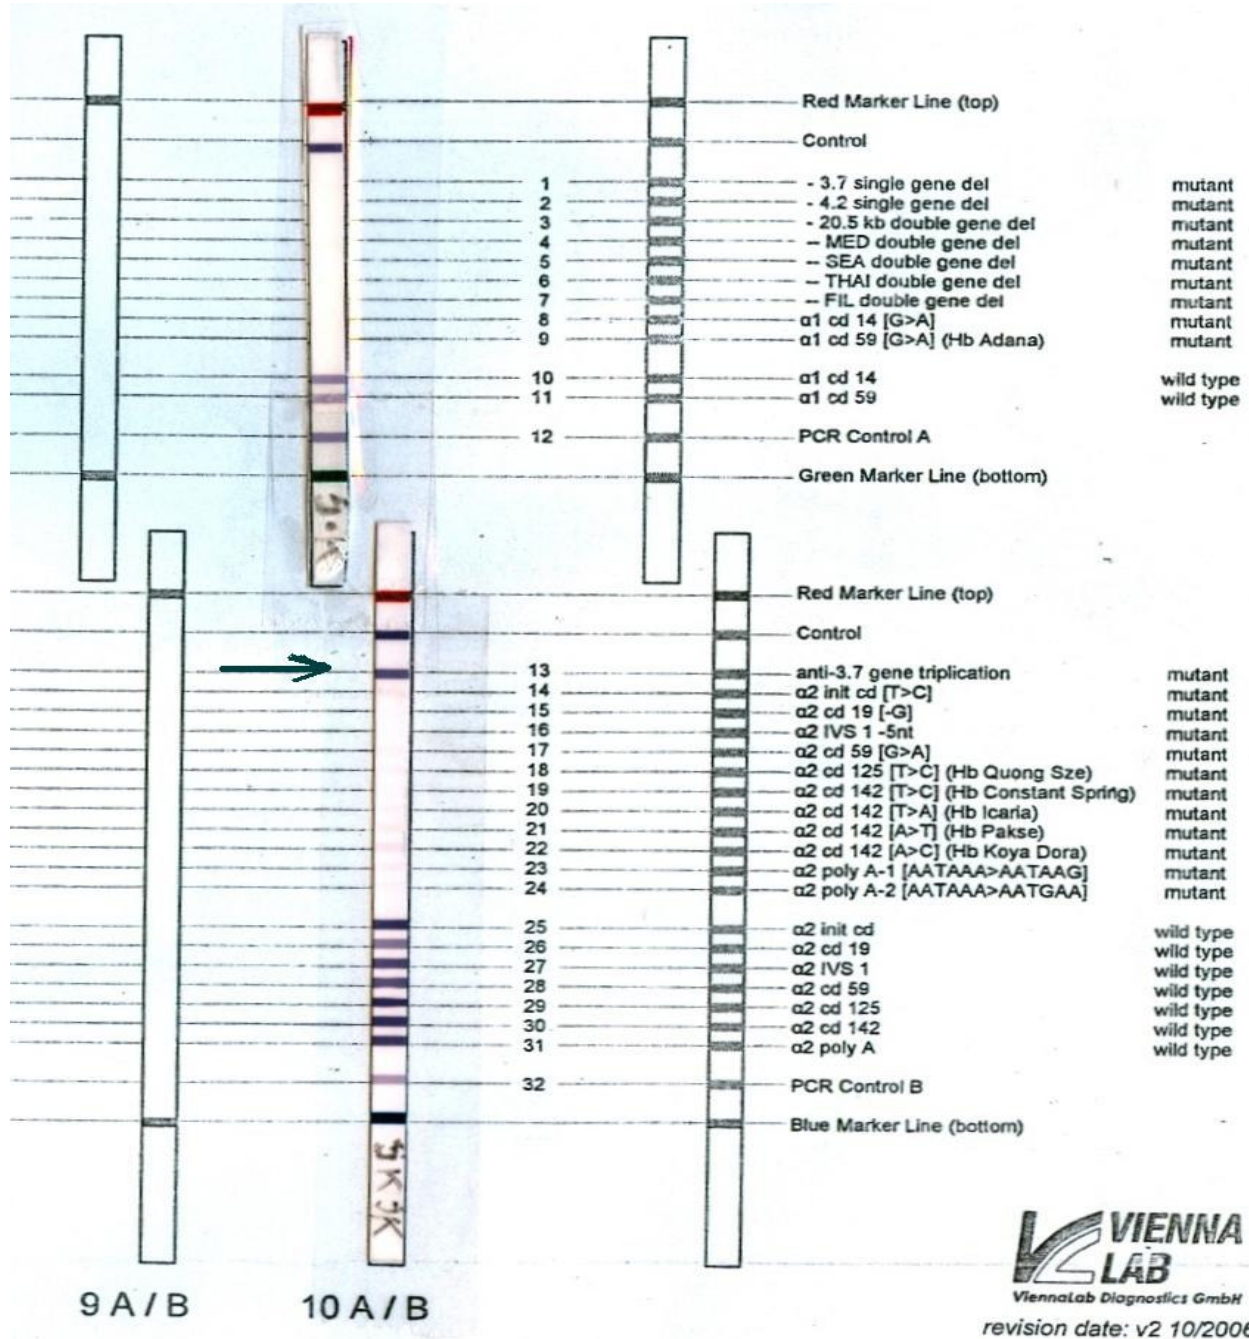 Red Marker Line (top)
Control
1 - 3.7 single gene del mutant
2 - 4.2 single gene del mutant
3 - 20.5 kb double gene del mutant
4 -- MED double gene del mutant
5 -- SEA double gene del mutant
6 -- THAI double gene del mutant
7 -- FIL double gene del mutant
8 α1 cd 14 [G>A] mutant
9 α1 cd 59 [G>A] (Hb Adana) mutant
10 α1 cd 14 wild type
11 α1 cd 59 wild type
12 PCR Control A
Green Marker Line (bottom)
Red Marker Line (top)
Control
13 anti-3.7 gene triplication mutant
14 α2 init cd [T>C] mutant
15 α2 cd 19 [-G] mutant
16 α2 IVS 1 -5nt mutant
17 α2 cd 59 [G>A] mutant
18 α2 cd 125 [T>C] (Hb Quong Sze) mutant
19 α2 cd 142 [T>C] (Hb Constant Spring) mutant
20 α2 cd 142 [T>A] (Hb Icaria) mutant
21 α2 cd 142 [A>T] (Hb Pakse) mutant
22 α2 cd 142 [A>C] (Hb Koya Dora) mutant
23 α2 poly A-1 [AATAAA>AATAAG] mutant
24 α2 poly A-2 [AATAAA>AATGAA] mutant
25 α2 init cd wild type
26 α2 cd 19 wild type
27 α2 IVS 1 wild type
28 α2 cd 59 wild type
29 α2 cd 125 wild type
30 α2 cd 142 wild type
31 α2 poly A wild type
32 PCR Control B
Blue Marker Line (bottom)
9 A / B 10 A / B
VIENNA
LAB
ViennaLab Diagnostics GmbH
revision date: v2 10/2006